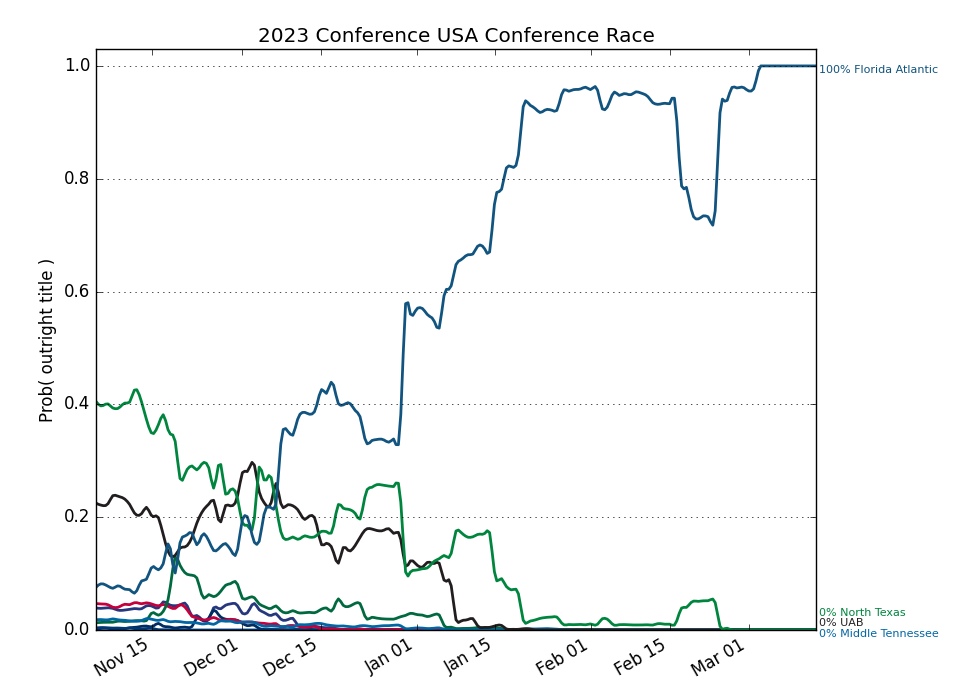 2023 Conference USA Conference Race
Prob( outright title )
1.0
0.8
0.6
0.4
0.2
0.0
100% Florida Atlantic
0% North Texas
0% UAB
0% Middle Tennessee
Nov 15
Dec 01
Dec 15
Jan 01
Jan 15
Feb 01
Feb 15
Mar 01